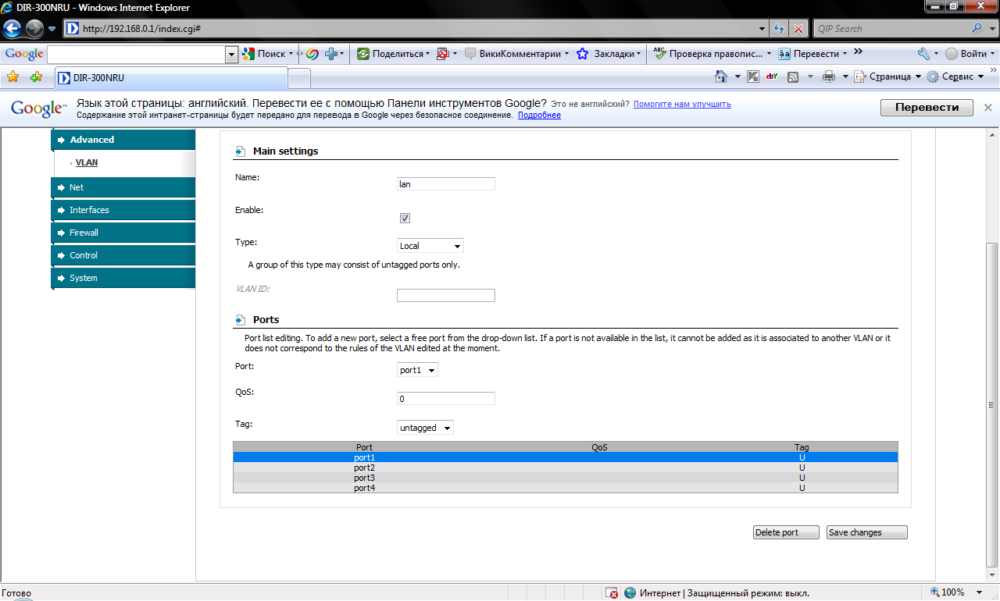 DIR-300NRU - Windows Internet Explorer
http://192.168.0.1/index.cgi#
QIP Search
Google Поиск Поделиться ВикиКомментарии Закладки ABC Проверка правопис... Перевести Войти
DIR-300NRU ebY Страница Сервис
Google™ Язык этой страницы: английский. Перевести ее с помощью Панели инструментов Google? Это не английский? Помогите нам улучшить
Содержание этой интранет-страницы будет передано для перевода в Google через безопасное соединение. Подробнее
Перевести
Advanced
VLAN
Net
Interfaces
Firewall
Control
System
Main settings
Name: lan
Enable:
Type: Local
A group of this type may consist of untagged ports only.
VLAN ID:
Ports
Port list editing. To add a new port, select a free port from the drop-down list. If a port is not available in the list, it cannot be added as it is associated to another VLAN or it
does not correspond to the rules of the VLAN edited at the moment.
Port: port1
QoS: 0
Tag: untagged
Port QoS Tag
port1 U
port2 U
port3 U
port4 U
Delete port Save changes
Готово Интернет | Защищенный режим: выкл. 100%